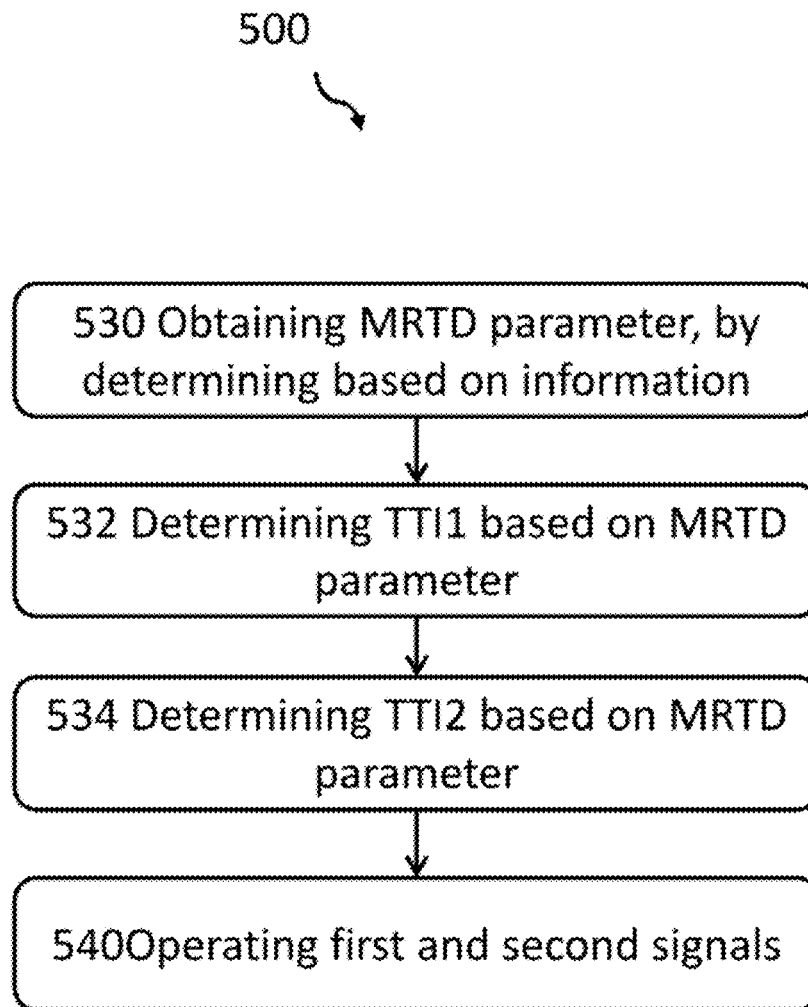 500
530 Obtaining MRTD parameter, by
determining based on information
532 Determining TTI1 based on MRTD
parameter
534 Determining TTI2 based on MRTD
parameter
540Operating first and second signals